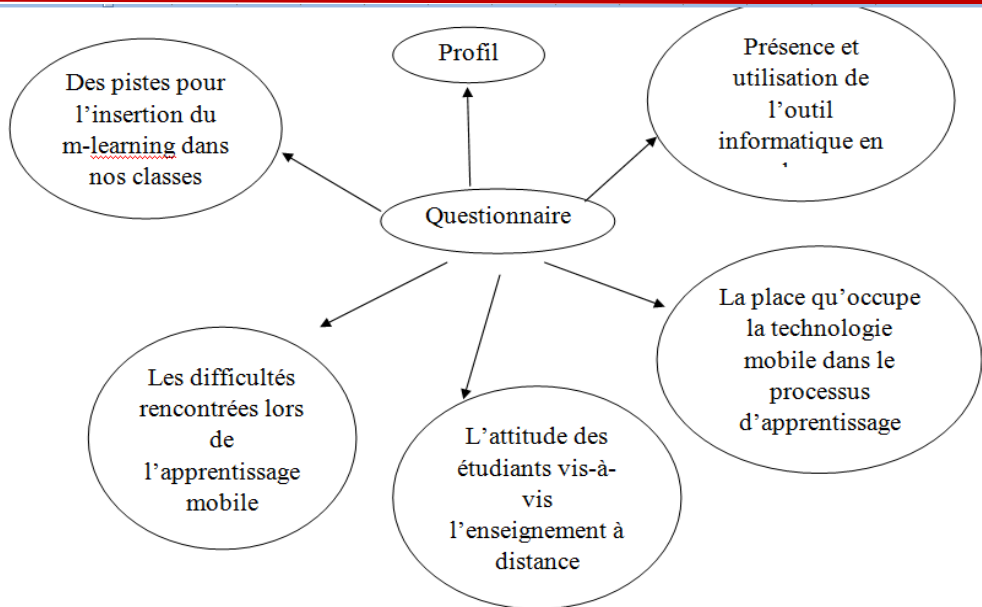 Profil
Présence et
utilisation de
l’outil
informatique en
Des pistes pour
l’insertion du
m-learning dans
nos classes
Questionnaire
La place qu’occupe
la technologie
mobile dans le
processus
d’apprentissage
Les difficultés
rencontrées lors
de
l’apprentissage
mobile
L’attitude des
étudiants vis-à-
vis
l’enseignement à
distance